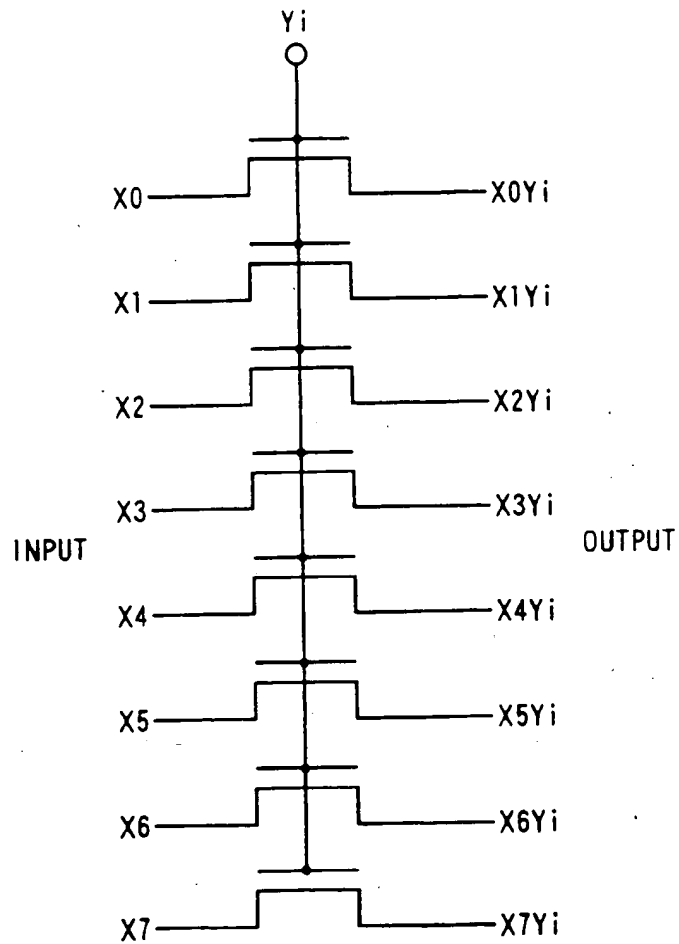 Yi
X0 X0Yi
X1 X1Yi
X2 X2Yi
X3 X3Yi
INPUT OUTPUT
X4 X4Yi
X5 X5Yi
X6 X6Yi
X7 X7Yi